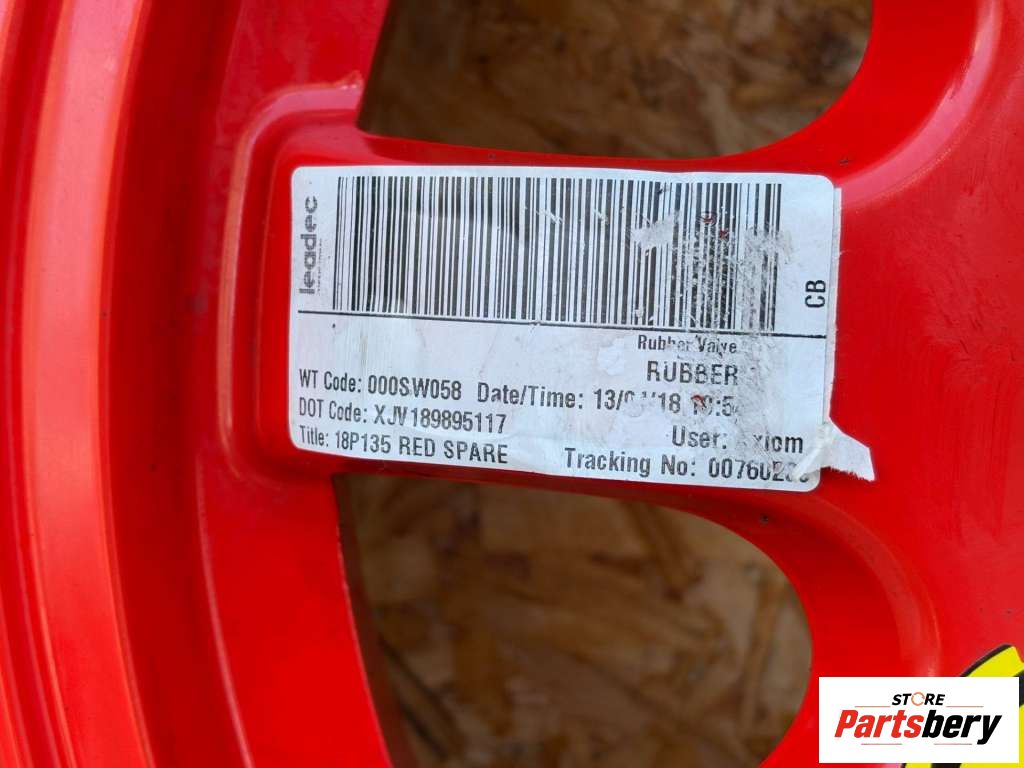 leadec
CB
Rubber Valve
RUBBER
WT Code: 000SW058 Date/Time:
DOT Code: XJV189895117
User:
Title: 18P135 RED SPARE
Tracking No:
STORE
Partsbery